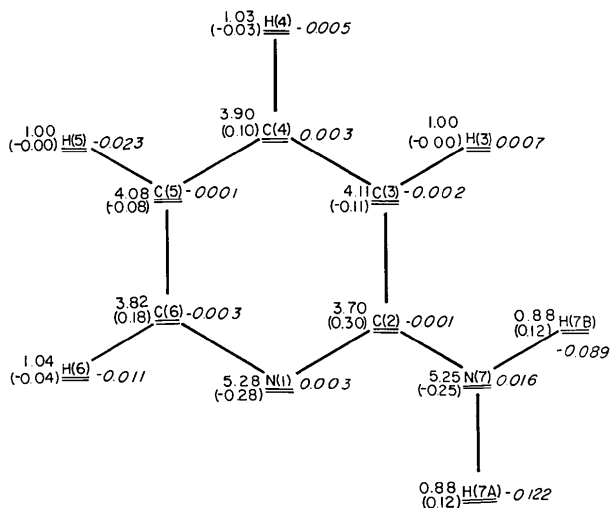 1.03
(-0.03) H(4) -0.005
3.90
(0.10) C(4) 0.003
1.00
(-0.00) H(5) -0.023
1.00
(-0.00) H(3) 0.007
4.08
(-0.08) C(5) -0.001
4.11
(-0.11) C(3) -0.002
3.82
(0.18) C(6) -0.003
3.70
(0.30) C(2) -0.001
0.88
(0.12) H(7B)
-0.089
1.04
(-0.04) H(6) -0.011
5.28
(-0.28) N(1) 0.003
5.25
(-0.25) N(7) 0.016
0.88
(0.12) H(7A) -0.122